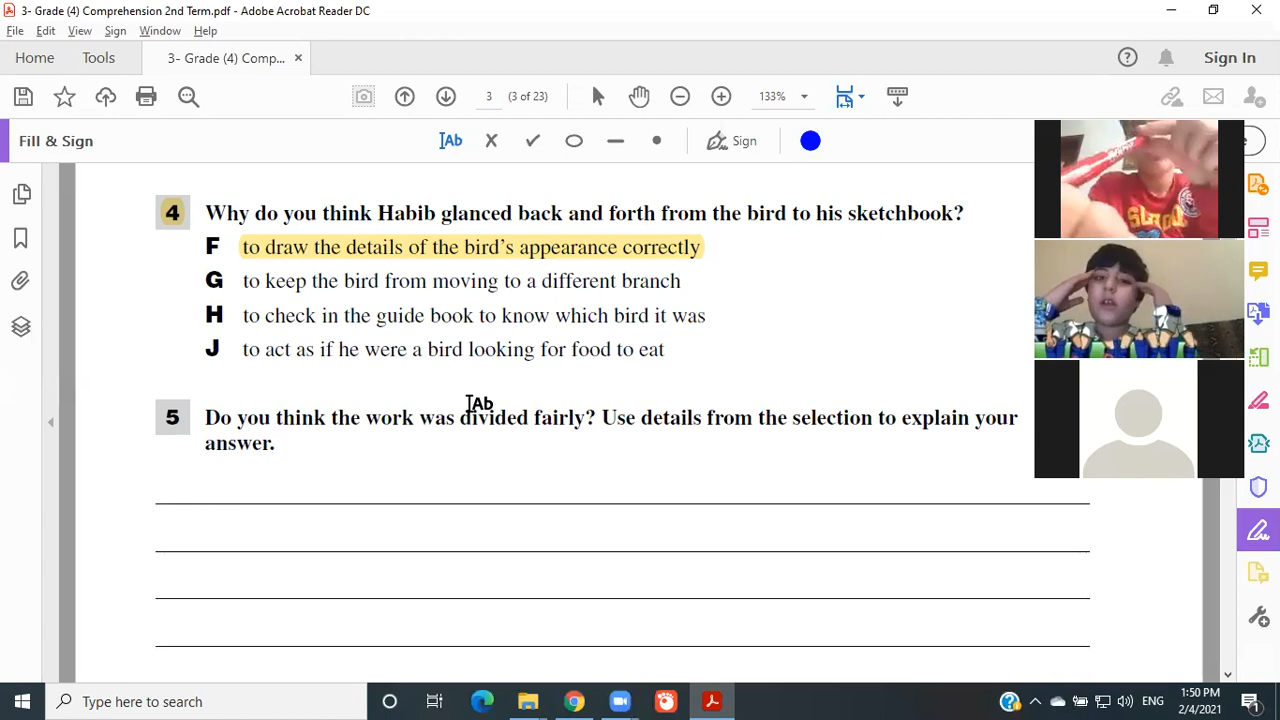 3- Grade (4) Comprehension 2nd Term.pdf - Adobe Acrobat Reader DC
File Edit View Sign Window Help
Home Tools 3- Grade (4) Comp... × Sign In
3 (3 of 23) 133%
Fill & Sign Ab Sign
4 Why do you think Habib glanced back and forth from the bird to his sketchbook?
F to draw the details of the bird's appearance correctly
G to keep the bird from moving to a different branch
H to check in the guide book to know which bird it was
J to act as if he were a bird looking for food to eat
Ab
5 Do you think the work was divided fairly? Use details from the selection to explain your
answer.
Type here to search
ENG
1:50 PM
2/4/2021